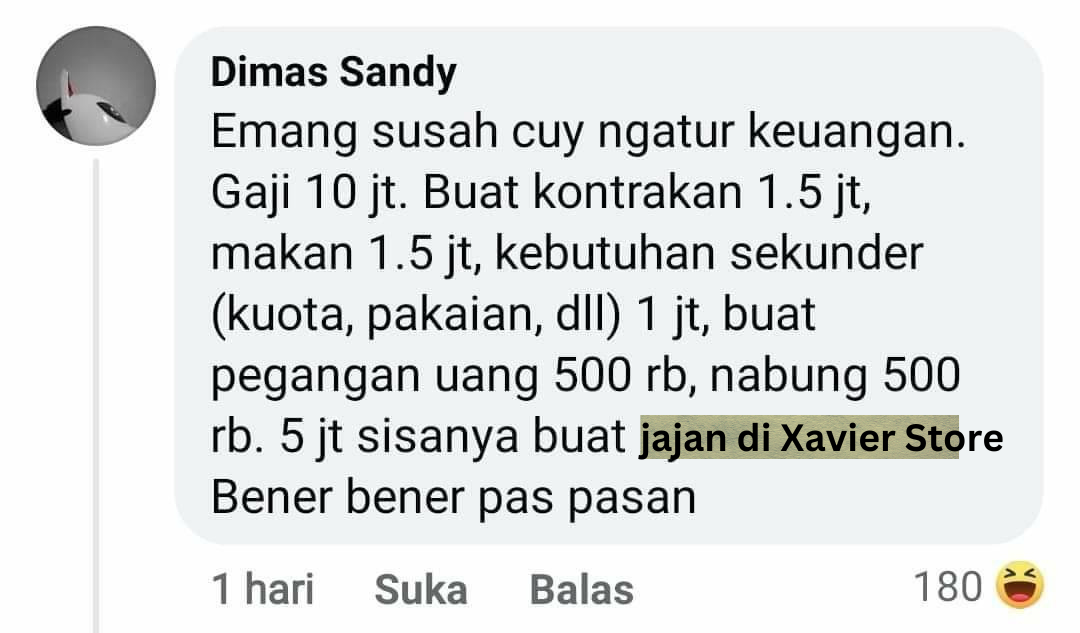 Dimas Sandy
Emang susah cuy ngatur keuangan.
Gaji 10 jt. Buat kontrakan 1.5 jt,
makan 1.5 jt, kebutuhan sekunder
(kuota, pakaian, dll) 1 jt, buat
pegangan uang 500 rb, nabung 500
rb. 5 jt sisanya buat jajan di Xavier Store
Bener bener pas pasan
1 hari Suka Balas 180